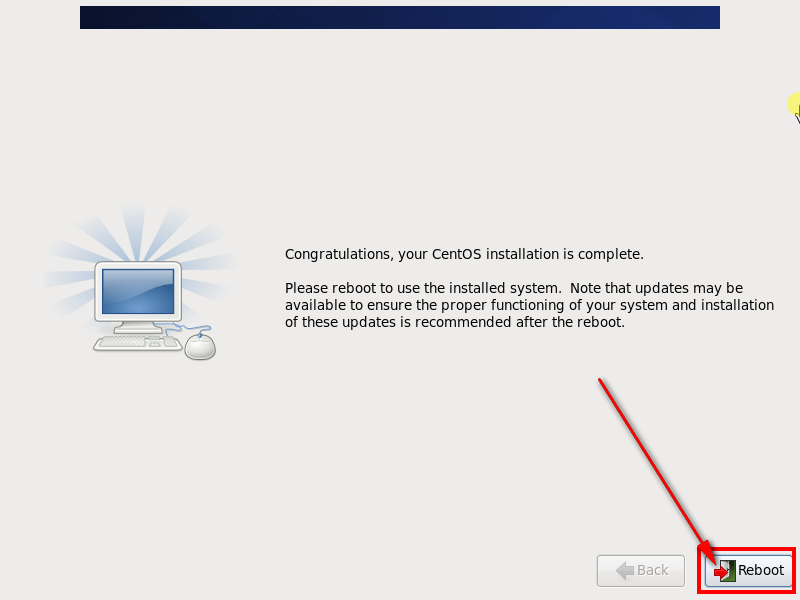 Congratulations, your CentOS installation is complete.
Please reboot to use the installed system.  Note that updates may be
available to ensure the proper functioning of your system and installation
of these updates is recommended after the reboot.
Back
Reboot